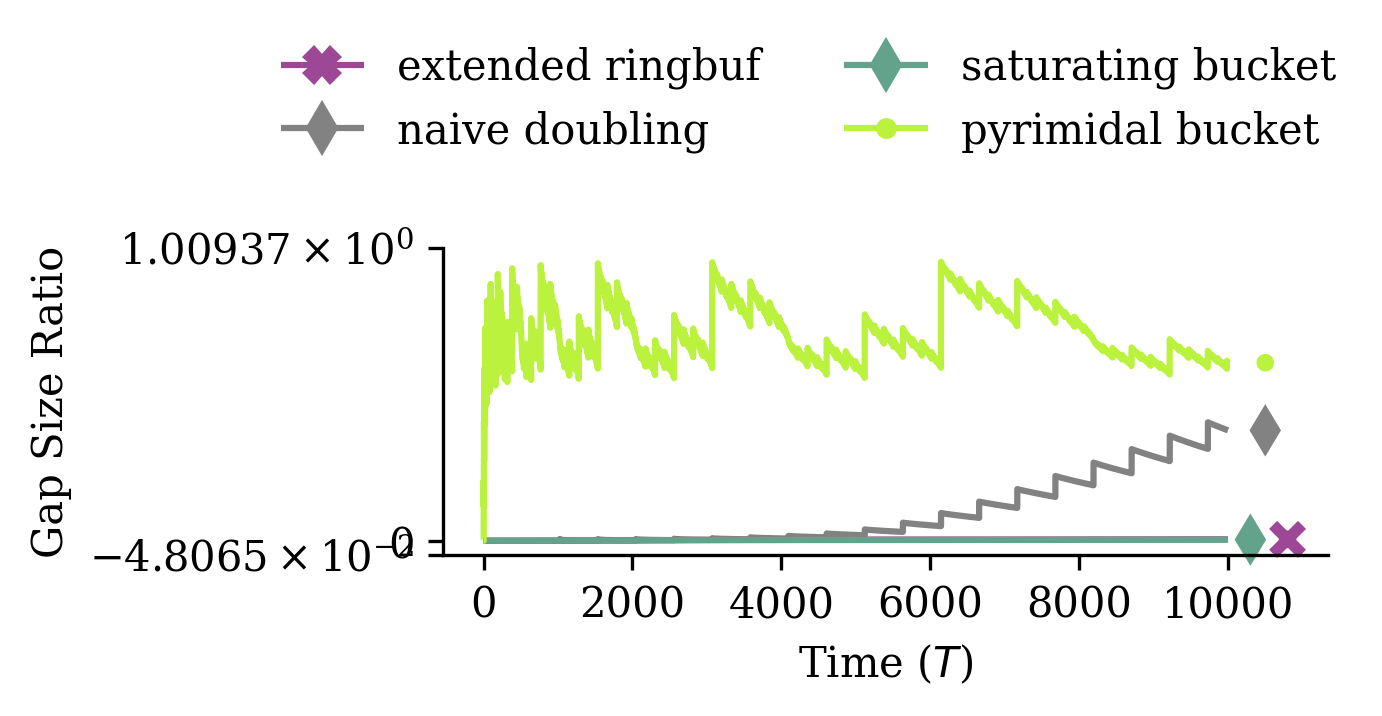 extended ringbuf
naive doubling
saturating bucket
pyrimidal bucket
Gap Size Ratio
1.00937 × 10⁰
0
0 2000 4000 6000 8000 10000
Time (T)